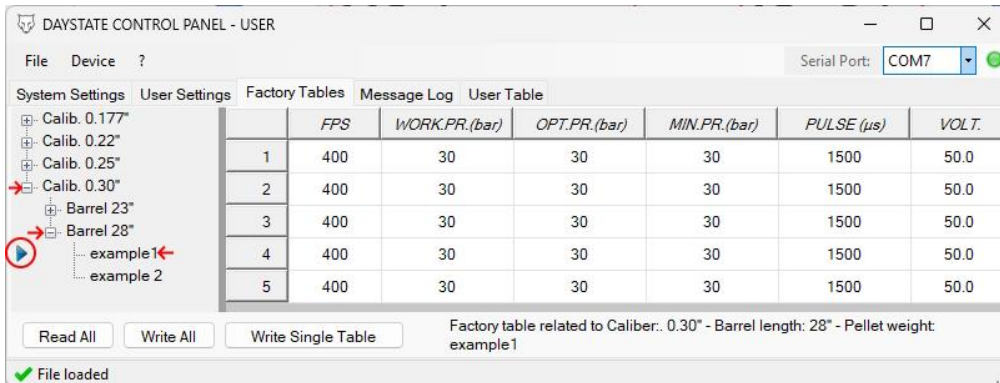 DAYSTATE CONTROL PANEL - USER
File Device ? Serial Port: COM7
System Settings User Settings Factory Tables Message Log User Table
Calib. 0.177"
Calib. 0.22"
Calib. 0.25"
Calib. 0.30"
Barrel 23"
Barrel 28"
example1
example 2
FPS WORK.PR.(bar) OPT.PR.(bar) MIN.PR.(bar) PULSE (µs) VOLT.
1 400 30 30 30 1500 50.0
2 400 30 30 30 1500 50.0
3 400 30 30 30 1500 50.0
4 400 30 30 30 1500 50.0
5 400 30 30 30 1500 50.0
Read All Write All Write Single Table
Factory table related to Caliber:. 0.30" - Barrel length: 28" - Pellet weight:
example1
File loaded